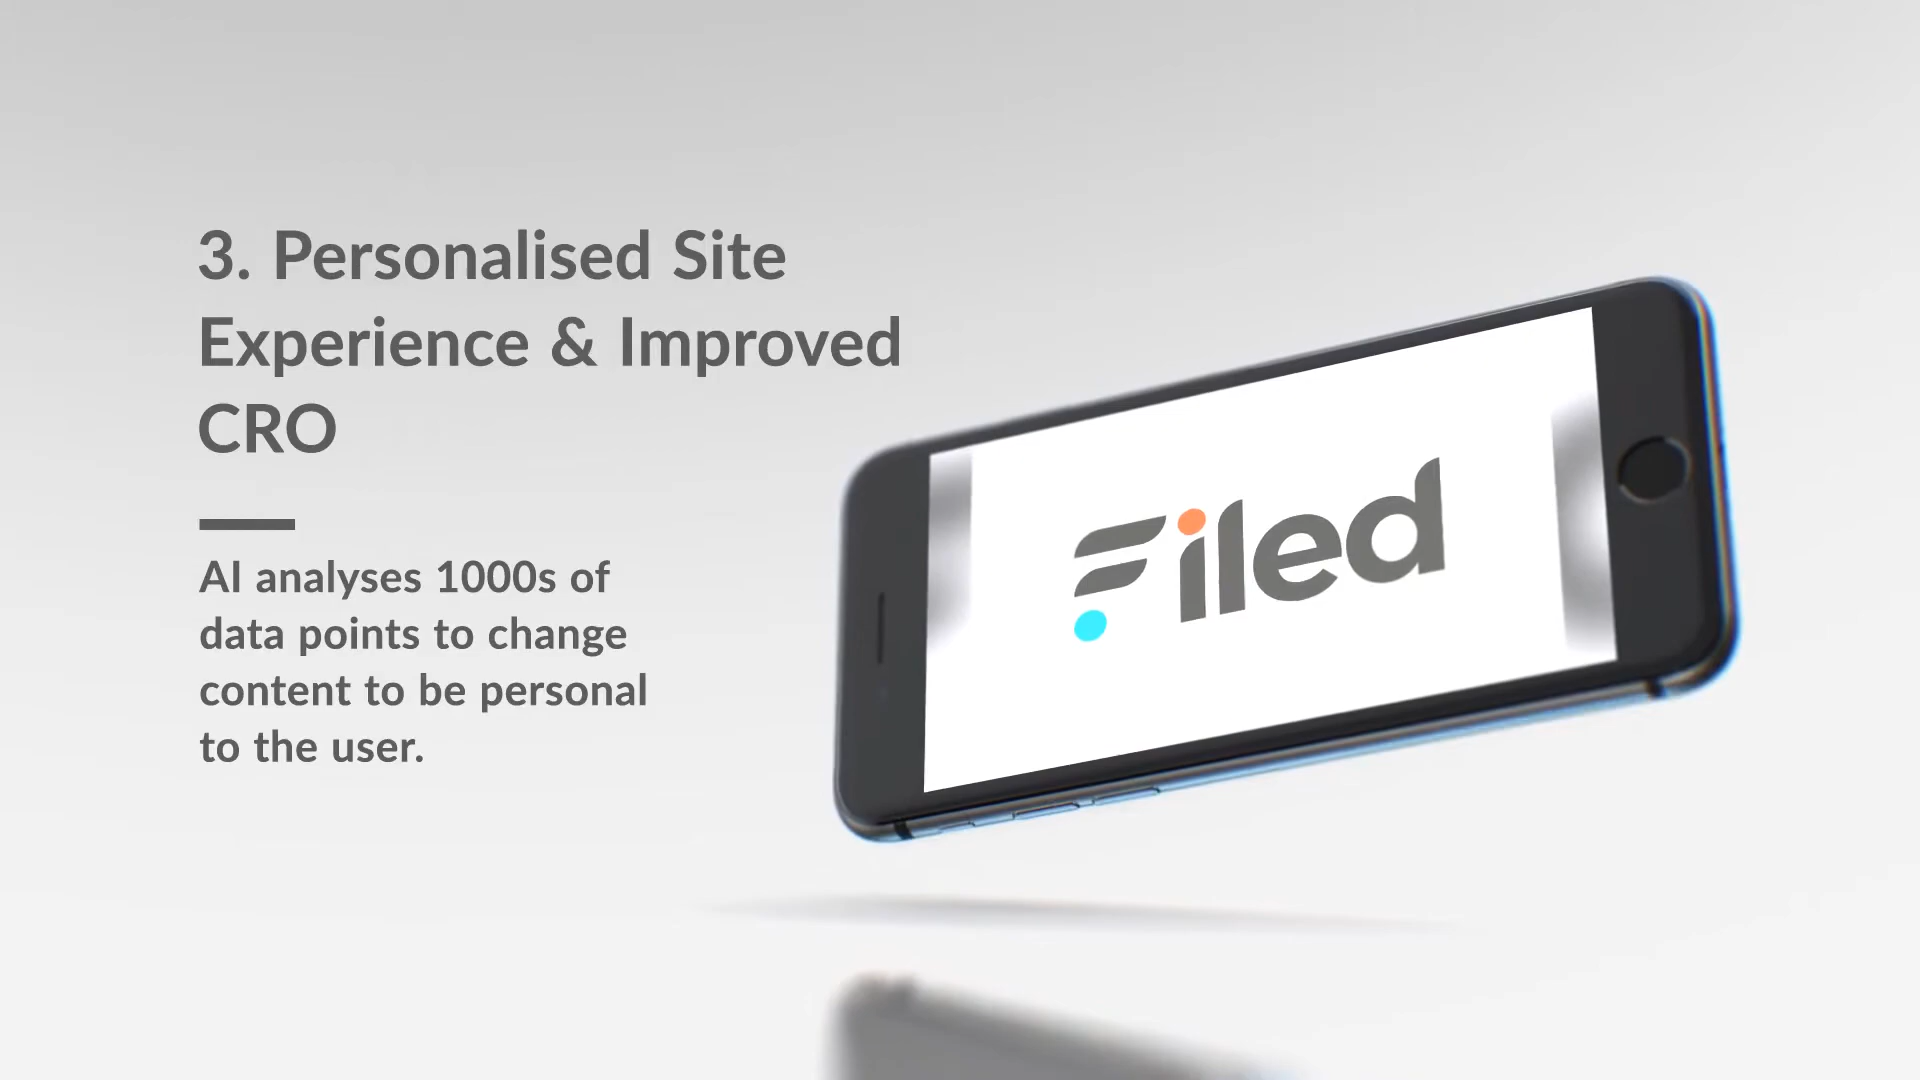 3. Personalised Site
Experience & Improved
CRO
AI analyses 1000s of
data points to change
content to be personal
to the user.
Filed